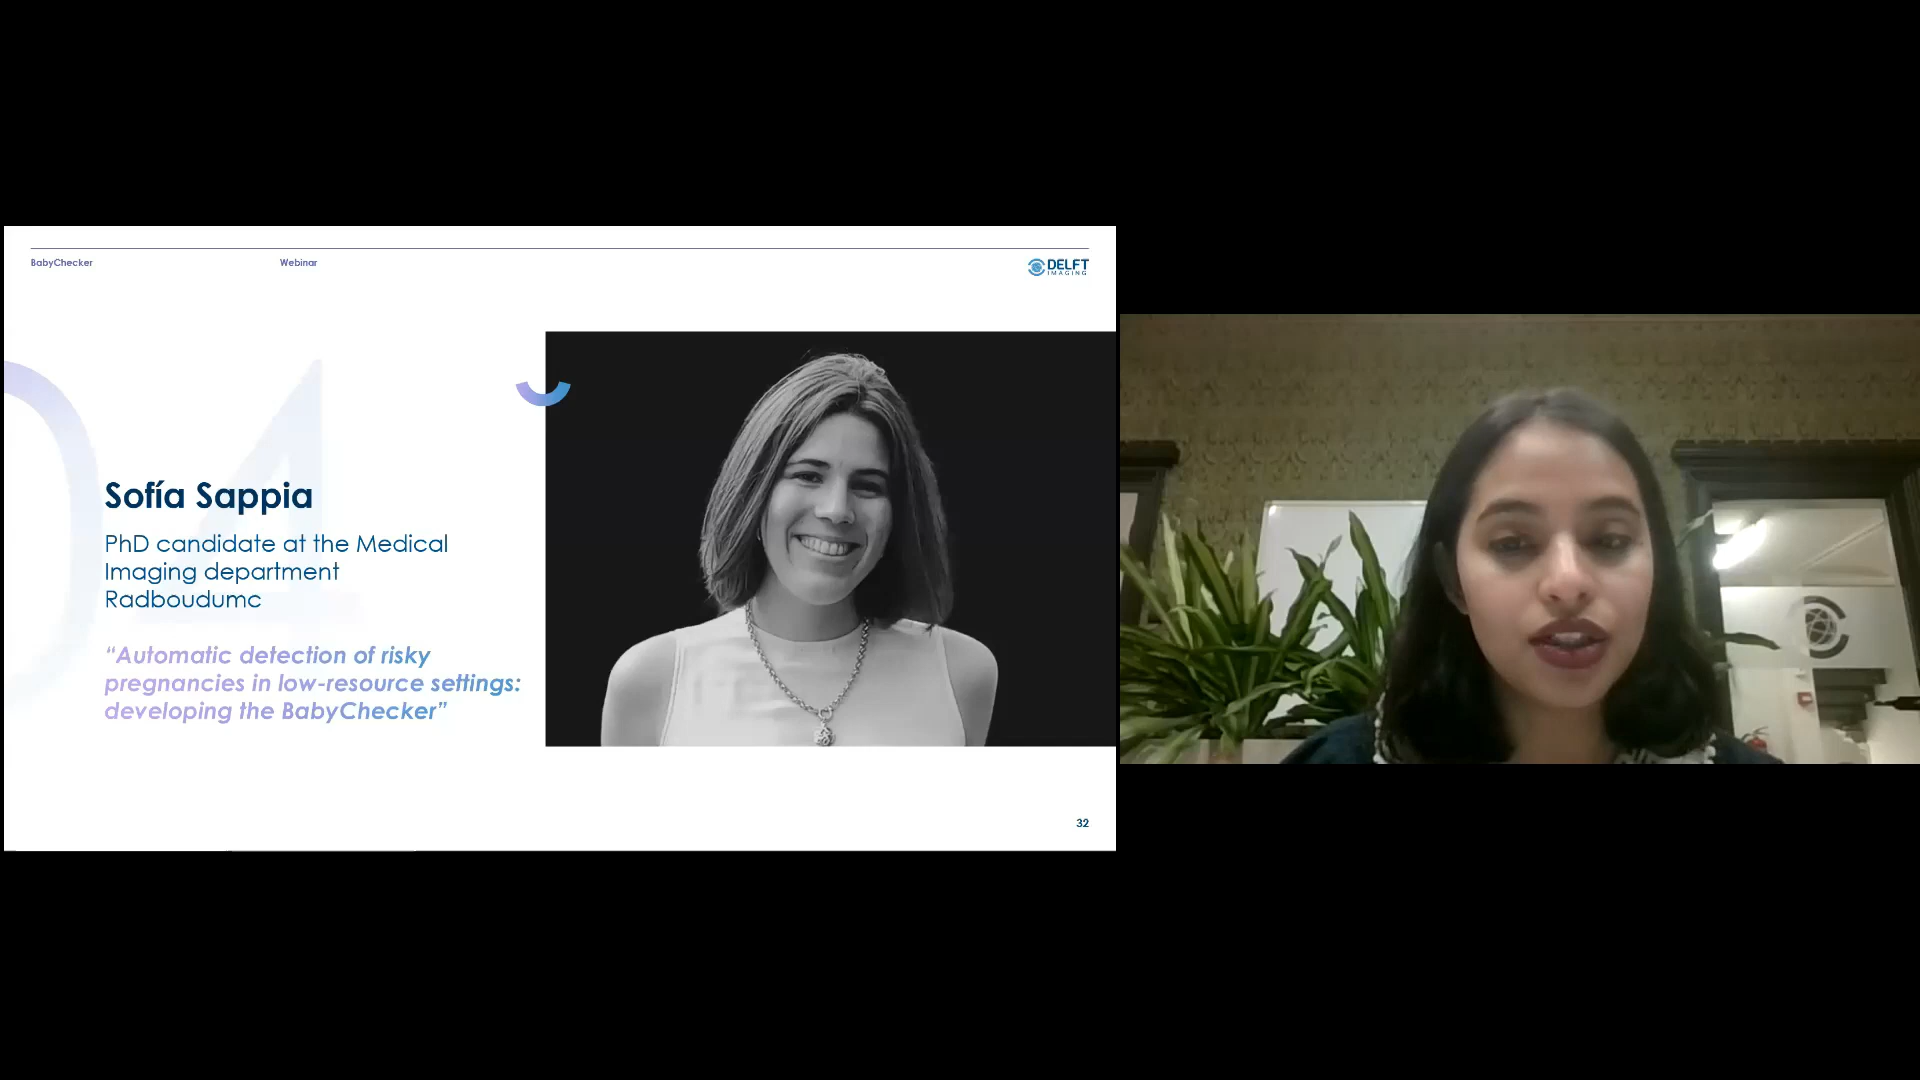 BabyChecker
Webinar
DELFT
IMAGING
04
Sofía Sappia
PhD candidate at the Medical
Imaging department
Radboudumc
“Automatic detection of risky
pregnancies in low-resource settings:
developing the BabyChecker”
32